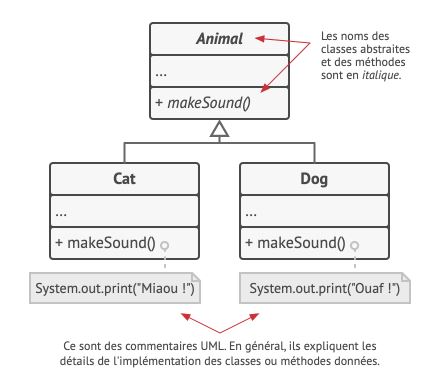 Animal
...
+ makeSound()
Les noms des
classes abstraites
et des méthodes
sont en italique.
Cat
...
+ makeSound()
Dog
...
+ makeSound()
System.out.print("Miaou !")
System.out.print("Ouaf !")
Ce sont des commentaires UML. En général, ils expliquent les
détails de l'implémentation des classes ou méthodes données.